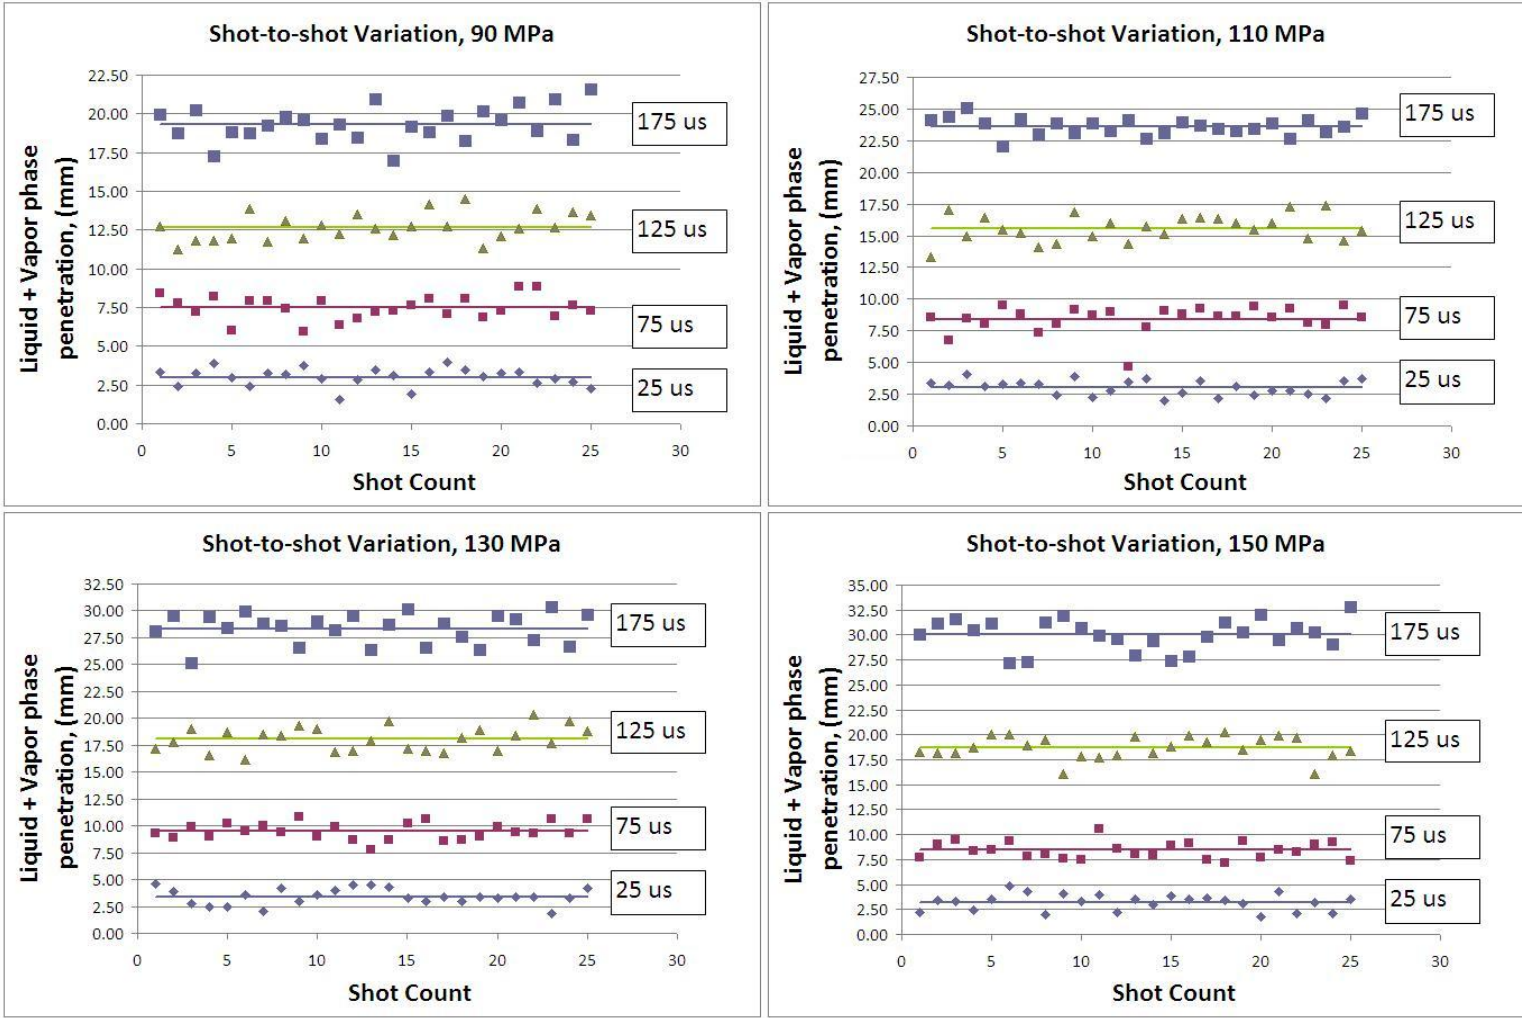 Shot-to-shot Variation, 90 MPa
Liquid + Vapor phase
penetration, (mm)
22.50
20.00
17.50
15.00
12.50
10.00
7.50
5.00
2.50
0.00
175 us
125 us
75 us
25 us
0 5 10 15 20 25 30
Shot Count
Shot-to-shot Variation, 110 MPa
Liquid + Vapor phase
penetration, (mm)
27.50
25.00
22.50
20.00
17.50
15.00
12.50
10.00
7.50
5.00
2.50
0.00
175 us
125 us
75 us
25 us
0 5 10 15 20 25 30
Shot Count
Shot-to-shot Variation, 130 MPa
Liquid + Vapor phase
penetration, (mm)
32.50
30.00
27.50
25.00
22.50
20.00
17.50
15.00
12.50
10.00
7.50
5.00
2.50
0.00
175 us
125 us
75 us
25 us
0 5 10 15 20 25 30
Shot Count
Shot-to-shot Variation, 150 MPa
Liquid + Vapor phase
penetration, (mm)
35.00
32.50
30.00
27.50
25.00
22.50
20.00
17.50
15.00
12.50
10.00
7.50
5.00
2.50
0.00
175 us
125 us
75 us
25 us
0 5 10 15 20 25 30
Shot Count